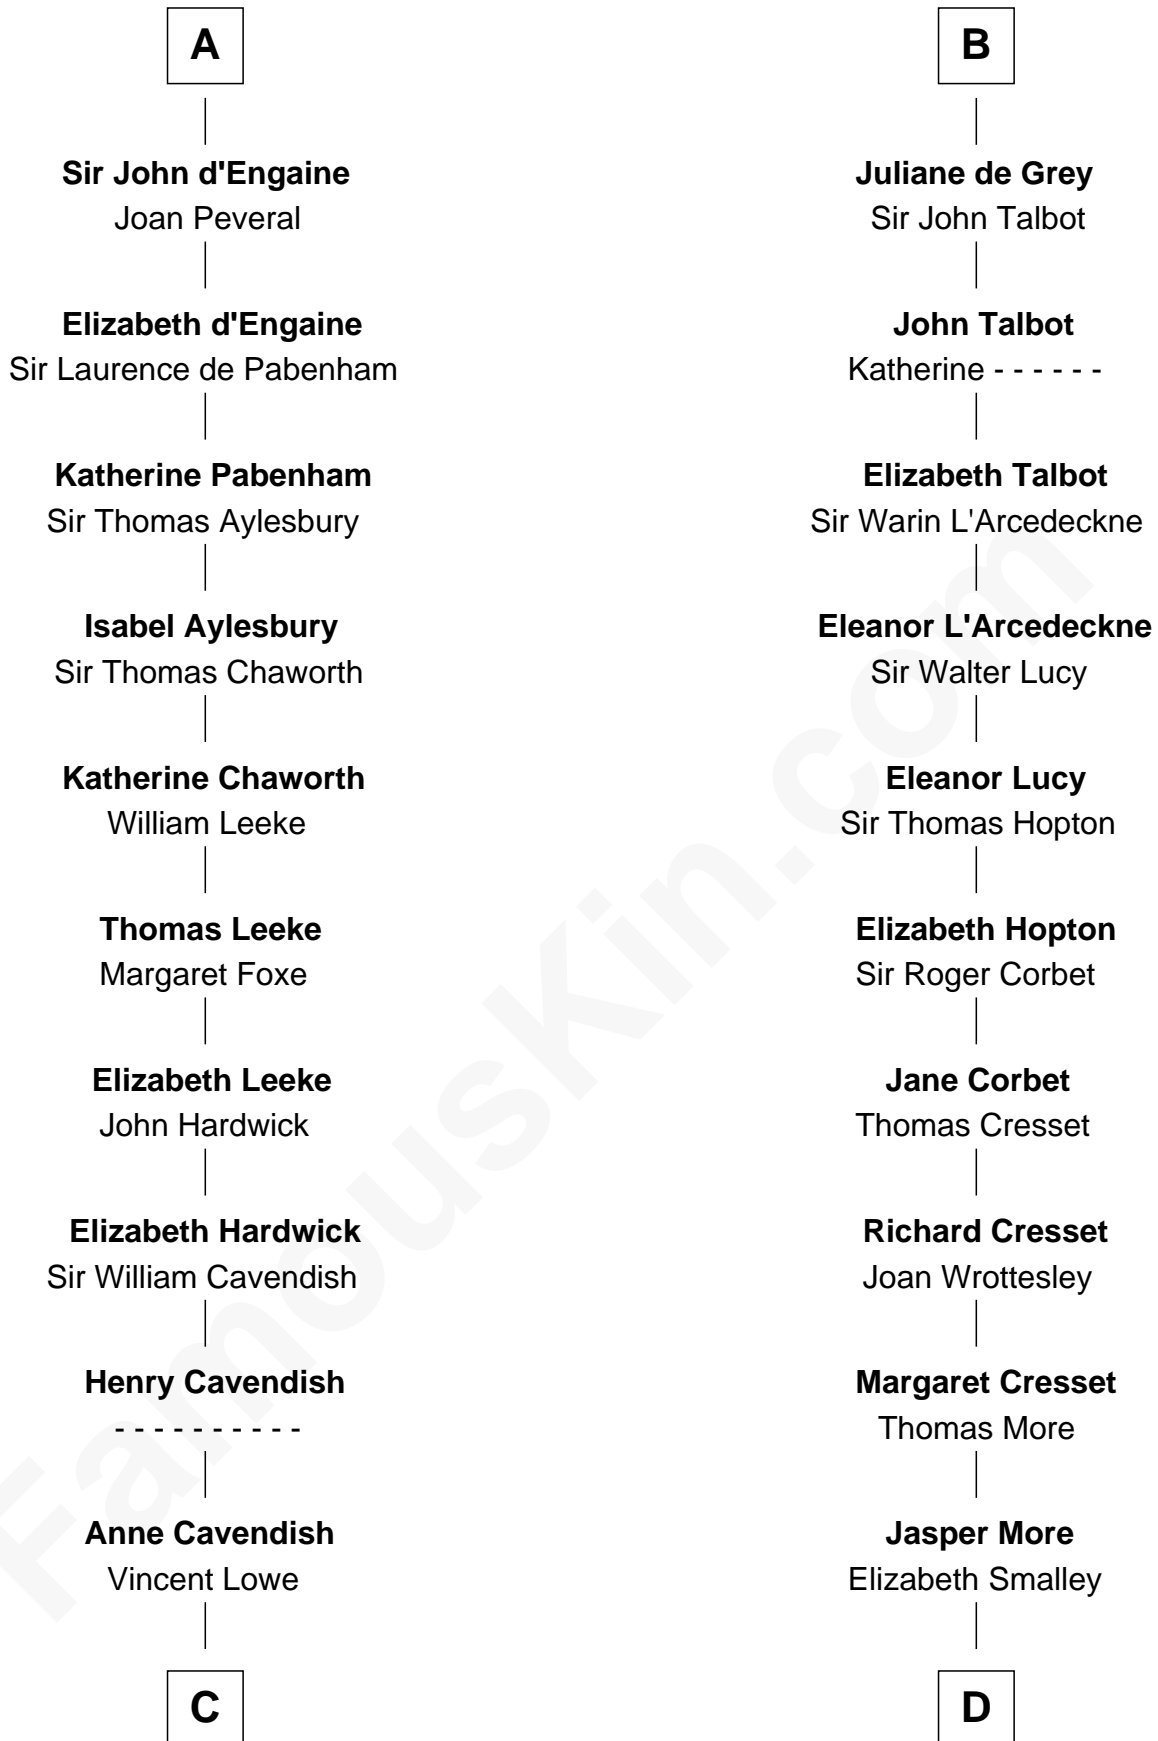 A
Sir John d'Engaine
Joan Peveral
Elizabeth d'Engaine
Sir Laurence de Pabenham
Katherine Pabenham
Sir Thomas Aylesbury
Isabel Aylesbury
Sir Thomas Chaworth
Katherine Chaworth
William Leeke
Thomas Leeke
Margaret Foxe
Elizabeth Leeke
John Hardwick
Elizabeth Hardwick
Sir William Cavendish
Henry Cavendish
- - - - - - - - - -
Anne Cavendish
Vincent Lowe
C
B
Juliane de Grey
Sir John Talbot
John Talbot
Katherine - - - - - -
Elizabeth Talbot
Sir Warin L'Arcedeckne
Eleanor L'Arcedeckne
Sir Walter Lucy
Eleanor Lucy
Sir Thomas Hopton
Elizabeth Hopton
Sir Roger Corbet
Jane Corbet
Thomas Cresset
Richard Cresset
Joan Wrottesley
Margaret Cresset
Thomas More
Jasper More
Elizabeth Smalley
D
FamousKin.com